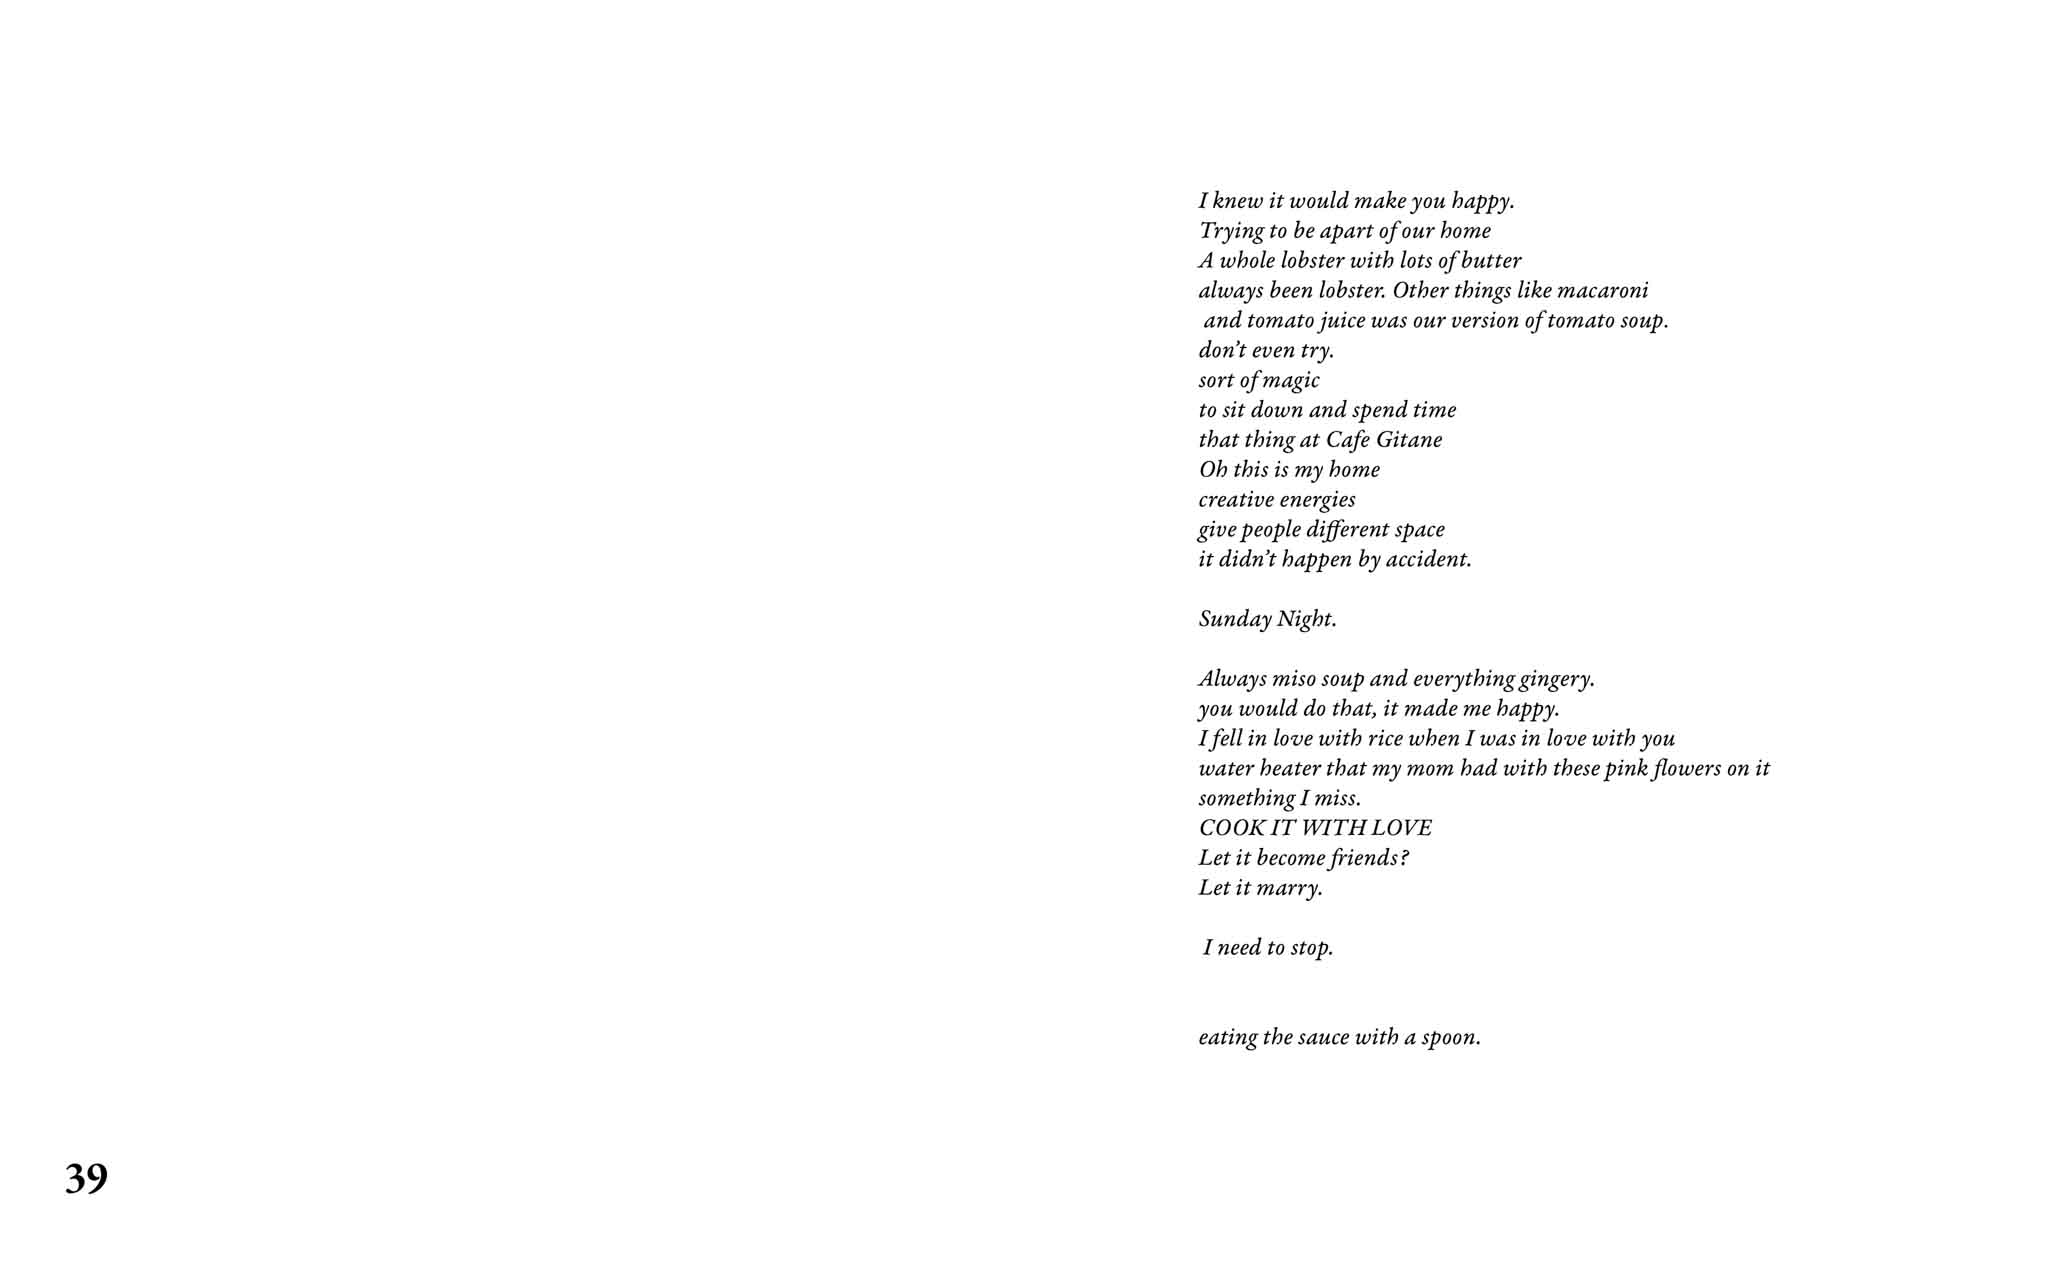 I knew it would make you happy.
Trying to be apart of our home
A whole lobster with lots of butter
always been lobster. Other things like macaroni
and tomato juice was our version of tomato soup.
don’t even try.
sort of magic
to sit down and spend time
that thing at Cafe Gitane
Oh this is my home
creative energies
give people different space
it didn’t happen by accident.
Sunday Night.
Always miso soup and everything gingery.
you would do that, it made me happy.
I fell in love with rice when I was in love with you
water heater that my mom had with these pink flowers on it
something I miss.
COOK IT WITH LOVE
Let it become friends?
Let it marry.
I need to stop.
eating the sauce with a spoon.
39